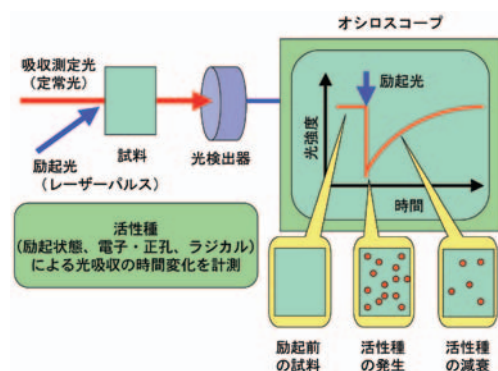 オシロスコープ
吸収測定光
(定常光)
試料
光検出器
励起光
(レーザーパルス)
励起光
光強度
時間
活性種
(励起状態、電子・正孔、ラジカル)
による光吸収の時間変化を計測
励起前
の試料
活性種
の発生
活性種
の減衰